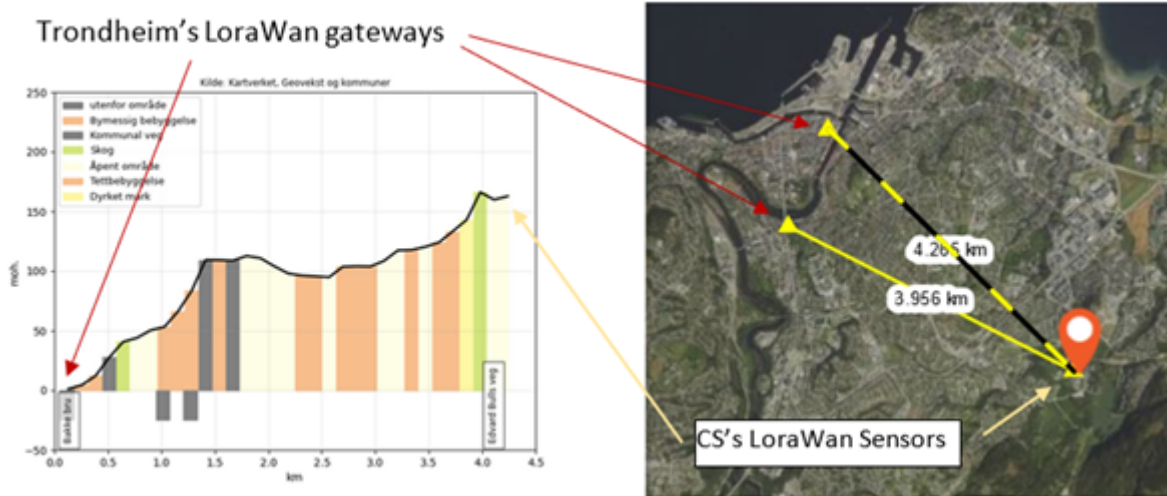 Trondheim's LoraWan gateways
Kilde: Kartverket, Geovekst og kommuner
250
200
150
100
50
0
−50
moh.
utenfor område
Bymessig bebyggelse
Kommunal veg
Skog
Åpent område
Tettbebyggelse
Dyrket mark
Bakke bru
Edvard Bulls veg
0.0 0.5 1.0 1.5 2.0 2.5 3.0 3.5 4.0 4.5
km
4.265 km
3.956 km
CS's LoraWan Sensors